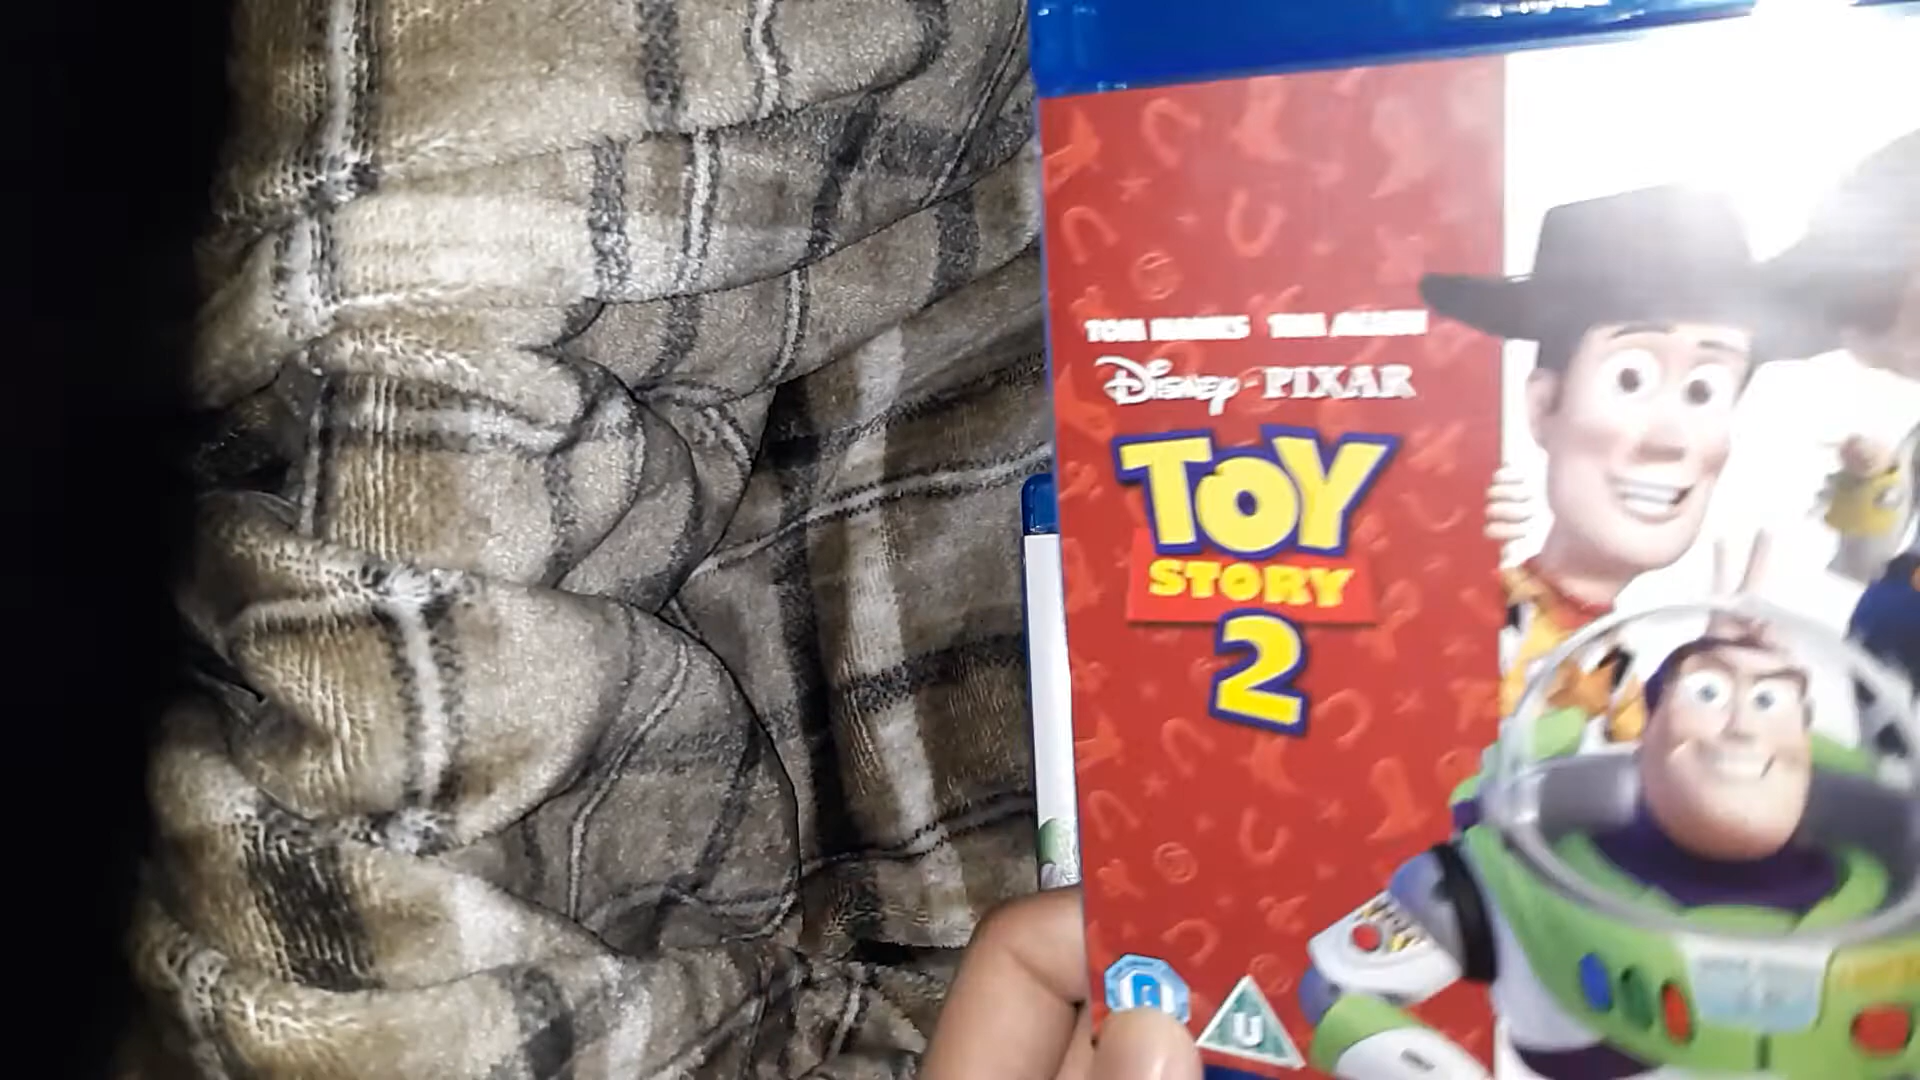 TOM HANKS TIM ALLEN
Disney · PIXAR
TOY
STORY
2
U